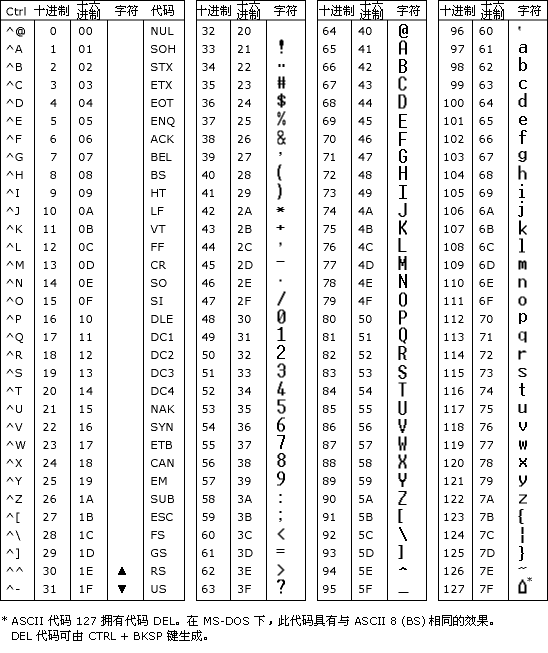 Ctrl 十进制 十六进制 字符 代码 十进制 十六进制 字符 十进制 十六进制 字符 十进制 十六进制 字符
^@ 0 00 NUL 32 20 64 40 @ 96 60 `
^A 1 01 SOH 33 21 ! 65 41 A 97 61 a
^B 2 02 STX 34 22 " 66 42 B 98 62 b
^C 3 03 ETX 35 23 # 67 43 C 99 63 c
^D 4 04 EOT 36 24 $ 68 44 D 100 64 d
^E 5 05 ENQ 37 25 % 69 45 E 101 65 e
^F 6 06 ACK 38 26 & 70 46 F 102 66 f
^G 7 07 BEL 39 27 ' 71 47 G 103 67 g
^H 8 08 BS 40 28 ( 72 48 H 104 68 h
^I 9 09 HT 41 29 ) 73 49 I 105 69 i
^J 10 0A LF 42 2A * 74 4A J 106 6A j
^K 11 0B VT 43 2B + 75 4B K 107 6B k
^L 12 0C FF 44 2C , 76 4C L 108 6C l
^M 13 0D CR 45 2D - 77 4D M 109 6D m
^N 14 0E SO 46 2E . 78 4E N 110 6E n
^O 15 0F SI 47 2F / 79 4F O 111 6F o
^P 16 10 DLE 48 30 0 80 50 P 112 70 p
^Q 17 11 DC1 49 31 1 81 51 Q 113 71 q
^R 18 12 DC2 50 32 2 82 52 R 114 72 r
^S 19 13 DC3 51 33 3 83 53 S 115 73 s
^T 20 14 DC4 52 34 4 84 54 T 116 74 t
^U 21 15 NAK 53 35 5 85 55 U 117 75 u
^V 22 16 SYN 54 36 6 86 56 V 118 76 v
^W 23 17 ETB 55 37 7 87 57 W 119 77 w
^X 24 18 CAN 56 38 8 88 58 X 120 78 x
^Y 25 19 EM 57 39 9 89 59 Y 121 79 y
^Z 26 1A SUB 58 3A : 90 5A Z 122 7A z
^[ 27 1B ESC 59 3B ; 91 5B [ 123 7B {
^\ 28 1C FS 60 3C < 92 5C \ 124 7C ¦
^] 29 1D GS 61 3D = 93 5D ] 125 7D }
^^ 30 1E ▲ RS 62 3E > 94 5E ^ 126 7E ~
^- 31 1F ▼ US 63 3F ? 95 5F _ 127 7F ⌂*
* ASCII 代码 127 拥有代码 DEL。在 MS-DOS 下，此代码具有与 ASCII 8 (BS) 相同的效果。
DEL 代码可由 CTRL + BKSP 键生成。